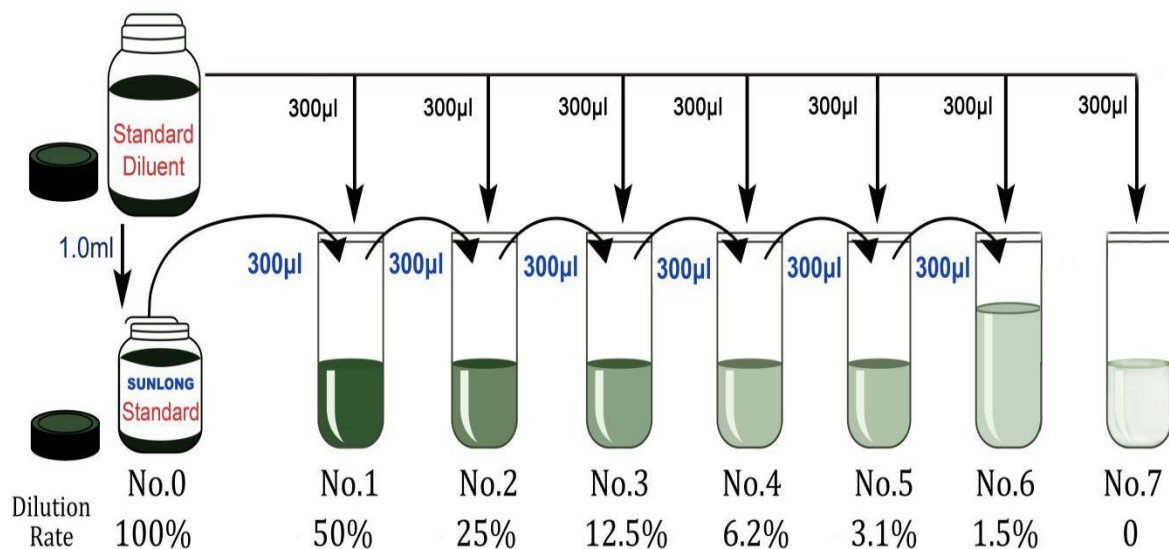 Standard
Diluent
300µl 300µl 300µl 300µl 300µl 300µl 300µl
1.0ml
300µl 300µl 300µl 300µl 300µl 300µl
SUNLONG
Standard
No.0 No.1 No.2 No.3 No.4 No.5 No.6 No.7
Dilution
Rate 100% 50% 25% 12.5% 6.2% 3.1% 1.5% 0